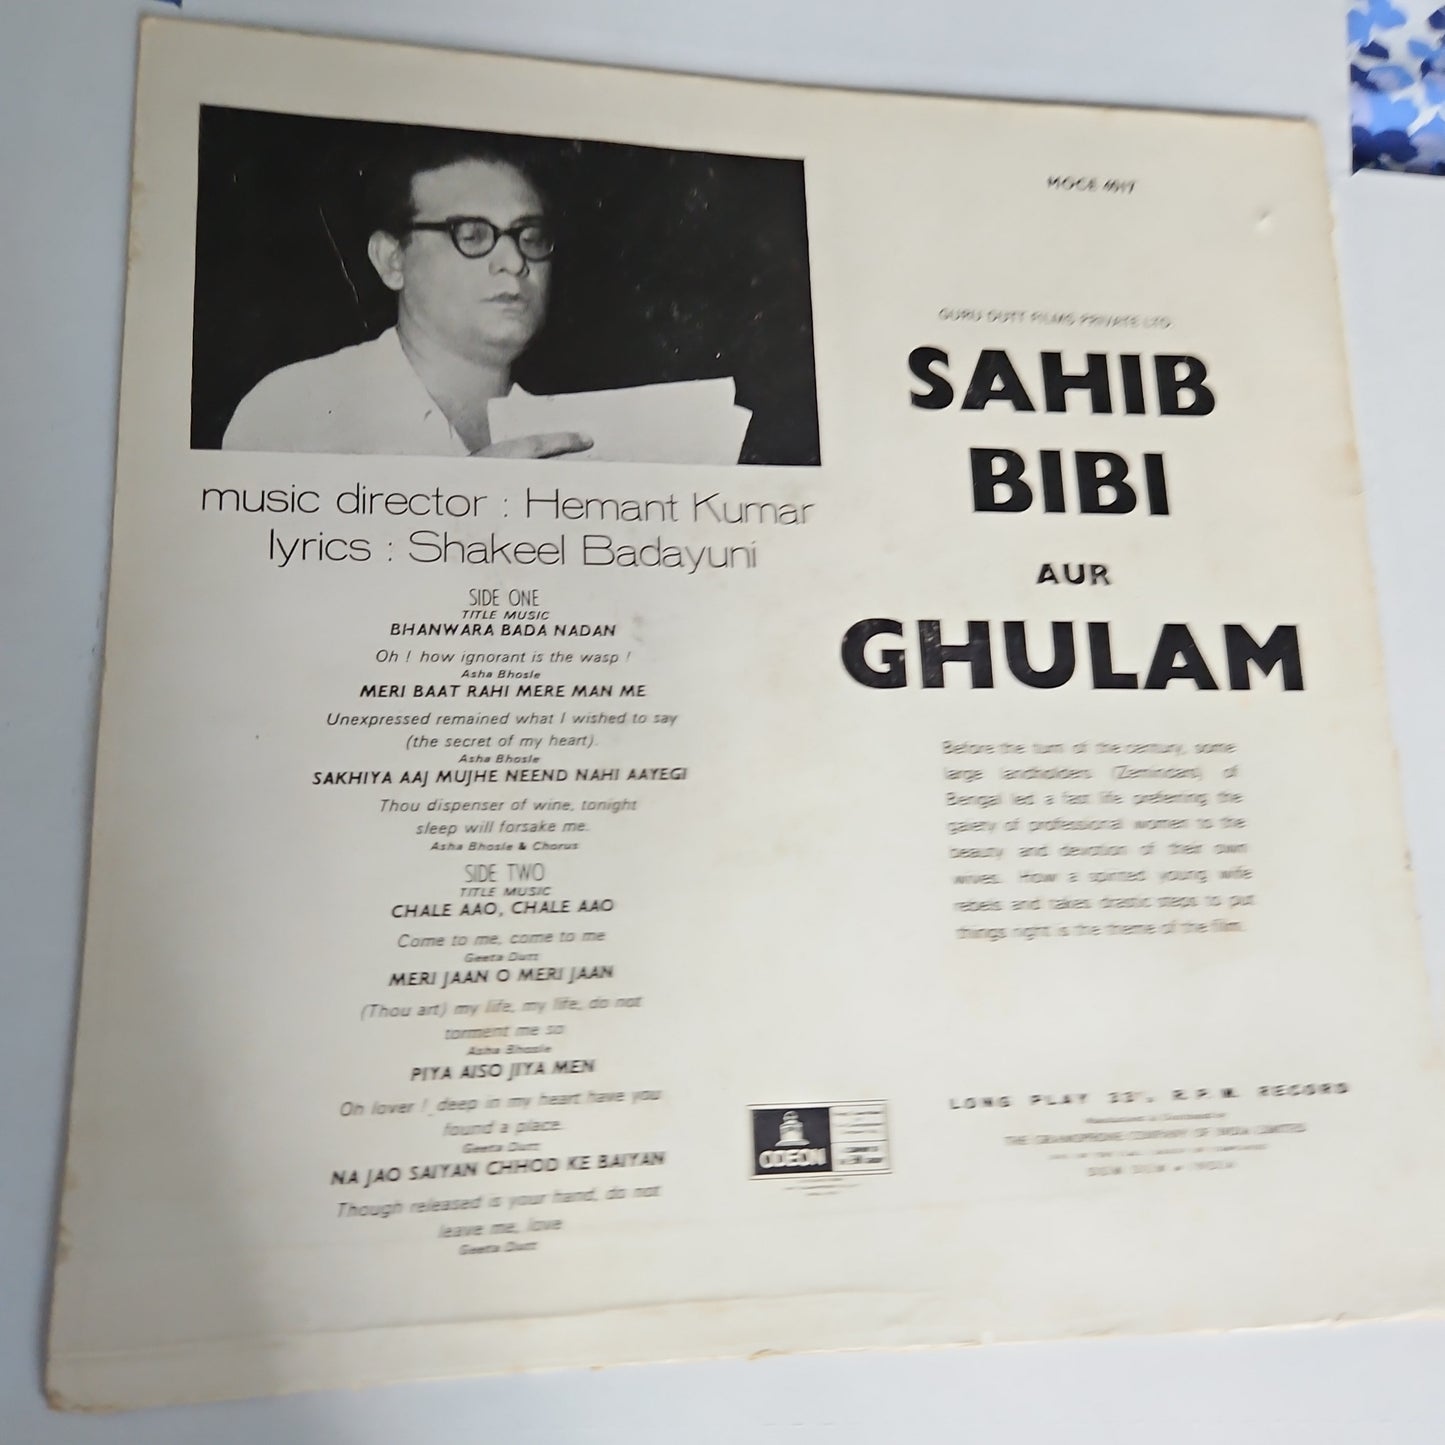 MOCE 4017
GURU DUTT FILMS PRIVATE LTD
SAHIB
BIBI
AUR
GHULAM
music director : Hemant Kumar
lyrics : Shakeel Badayuni
SIDE ONE
TITLE MUSIC
BHANWARA BADA NADAN
Oh ! how ignorant is the wasp !
Asha Bhosle
MERI BAAT RAHI MERE MAN ME
Unexpressed remained what I wished to say
(the secret of my heart).
Asha Bhosle
SAKHIYA AAJ MUJHE NEEND NAHI AAYEGI
Thou dispenser of wine, tonight
sleep will forsake me.
Asha Bhosle & Chorus
SIDE TWO
TITLE MUSIC
CHALE AAO, CHALE AAO
Come to me, come to me
Geeta Dutt
MERI JAAN O MERI JAAN
(Thou art) my life, my life, do not
torment me so
Asha Bhosle
PIYA AISO JIYA MEN
Oh lover ! deep in my heart have you
found a place.
Geeta Dutt
NA JAO SAIYAN CHHOD KE BAIYAN
Though released is your hand, do not
leave me, love
Geeta Dutt
Before the turn of the century, some
large landholders (Zemindars) of
Bengal led a fast life preferring the
gaiety of professional women to the
beauty and devotion of their own
wives. How a spirited young wife
rebels and takes drastic steps to put
things right is the theme of the film.
ODEON
LONG PLAY 33⅓ R.P.M. RECORD
THE GRAMOPHONE COMPANY OF INDIA LIMITED
DUM DUM • INDIA